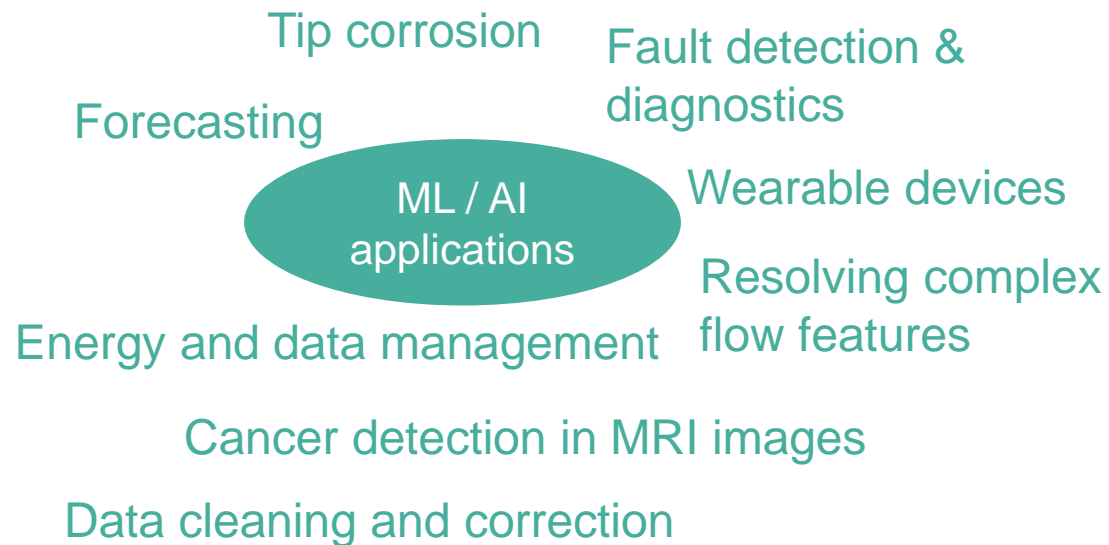 Tip corrosion
Fault detection &
diagnostics
Forecasting
ML / AI
applications
Wearable devices
Resolving complex
flow features
Energy and data management
Cancer detection in MRI images
Data cleaning and correction